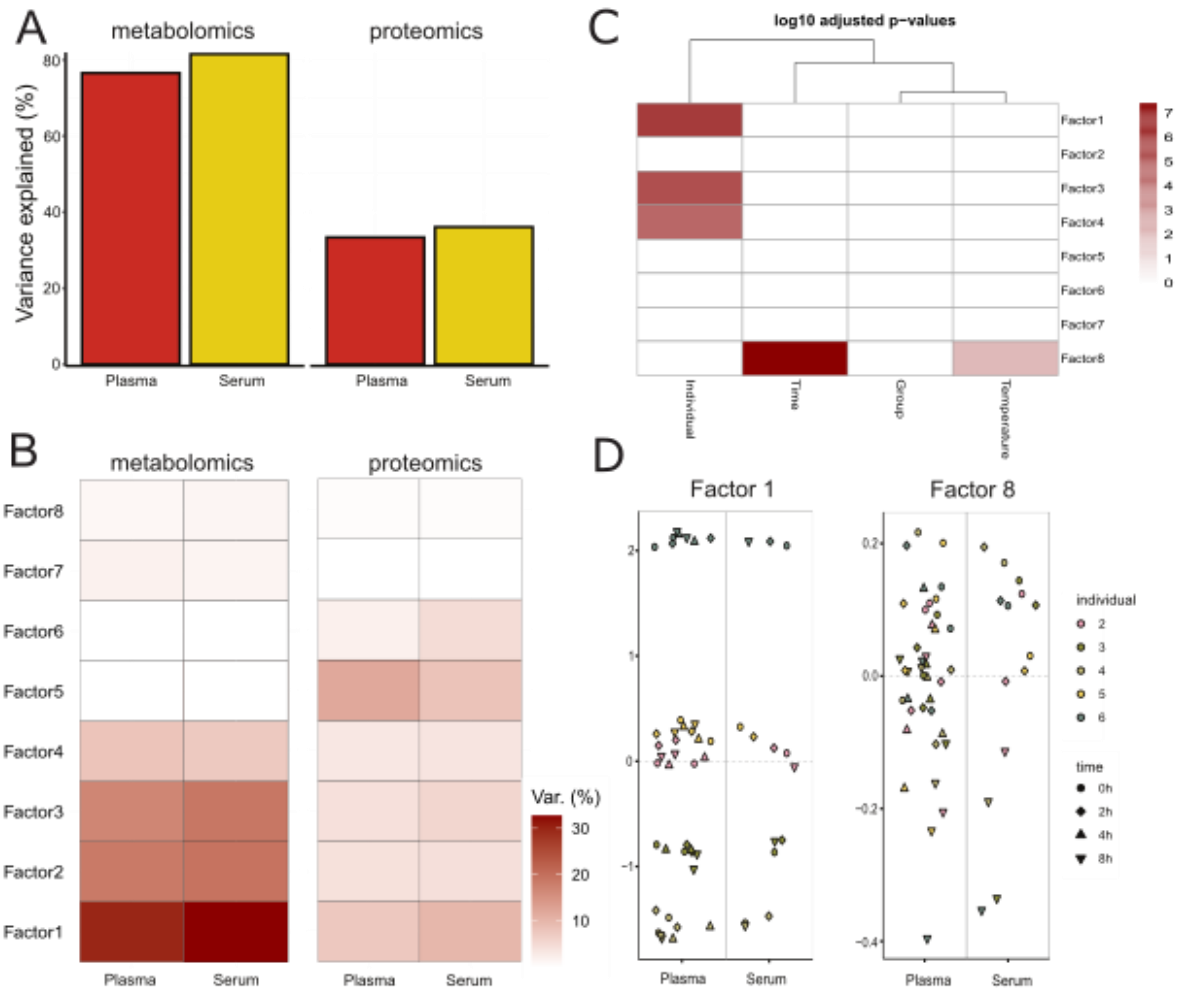 A
metabolomics
proteomics
Variance explained (%)
80
60
40
20
0
Plasma
Serum
Plasma
Serum
C
log10 adjusted p−values
Factor1
Factor2
Factor3
Factor4
Factor5
Factor6
Factor7
Factor8
Individual
Time
Group
Temperature
7
6
5
4
3
2
1
0
B
metabolomics
proteomics
Factor8
Factor7
Factor6
Factor5
Factor4
Factor3
Factor2
Factor1
Plasma
Serum
Plasma
Serum
Var. (%)
30
20
10
D
Factor 1
2
1
0
−1
Plasma
Serum
Factor 8
0.2
0.0
−0.2
−0.4
Plasma
Serum
individual
2
3
4
5
6
time
0h
2h
4h
8h